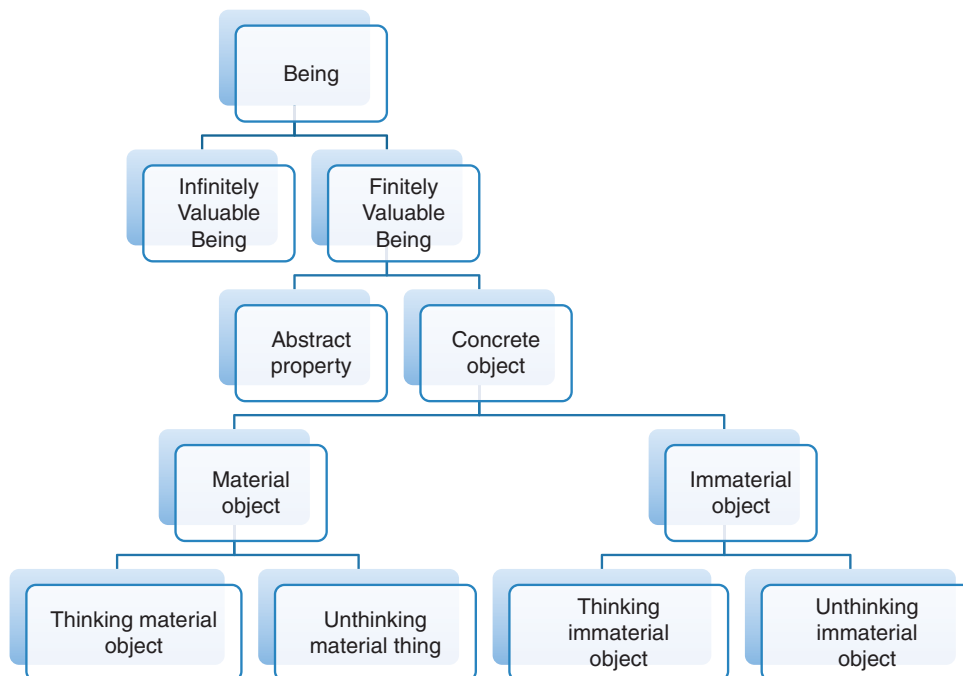 Being
Infinitely
Valuable
Being
Finitely
Valuable
Being
Abstract
property
Concrete
object
Material
object
Immaterial
object
Thinking material
object
Unthinking
material thing
Thinking
immaterial
object
Unthinking
immaterial
object